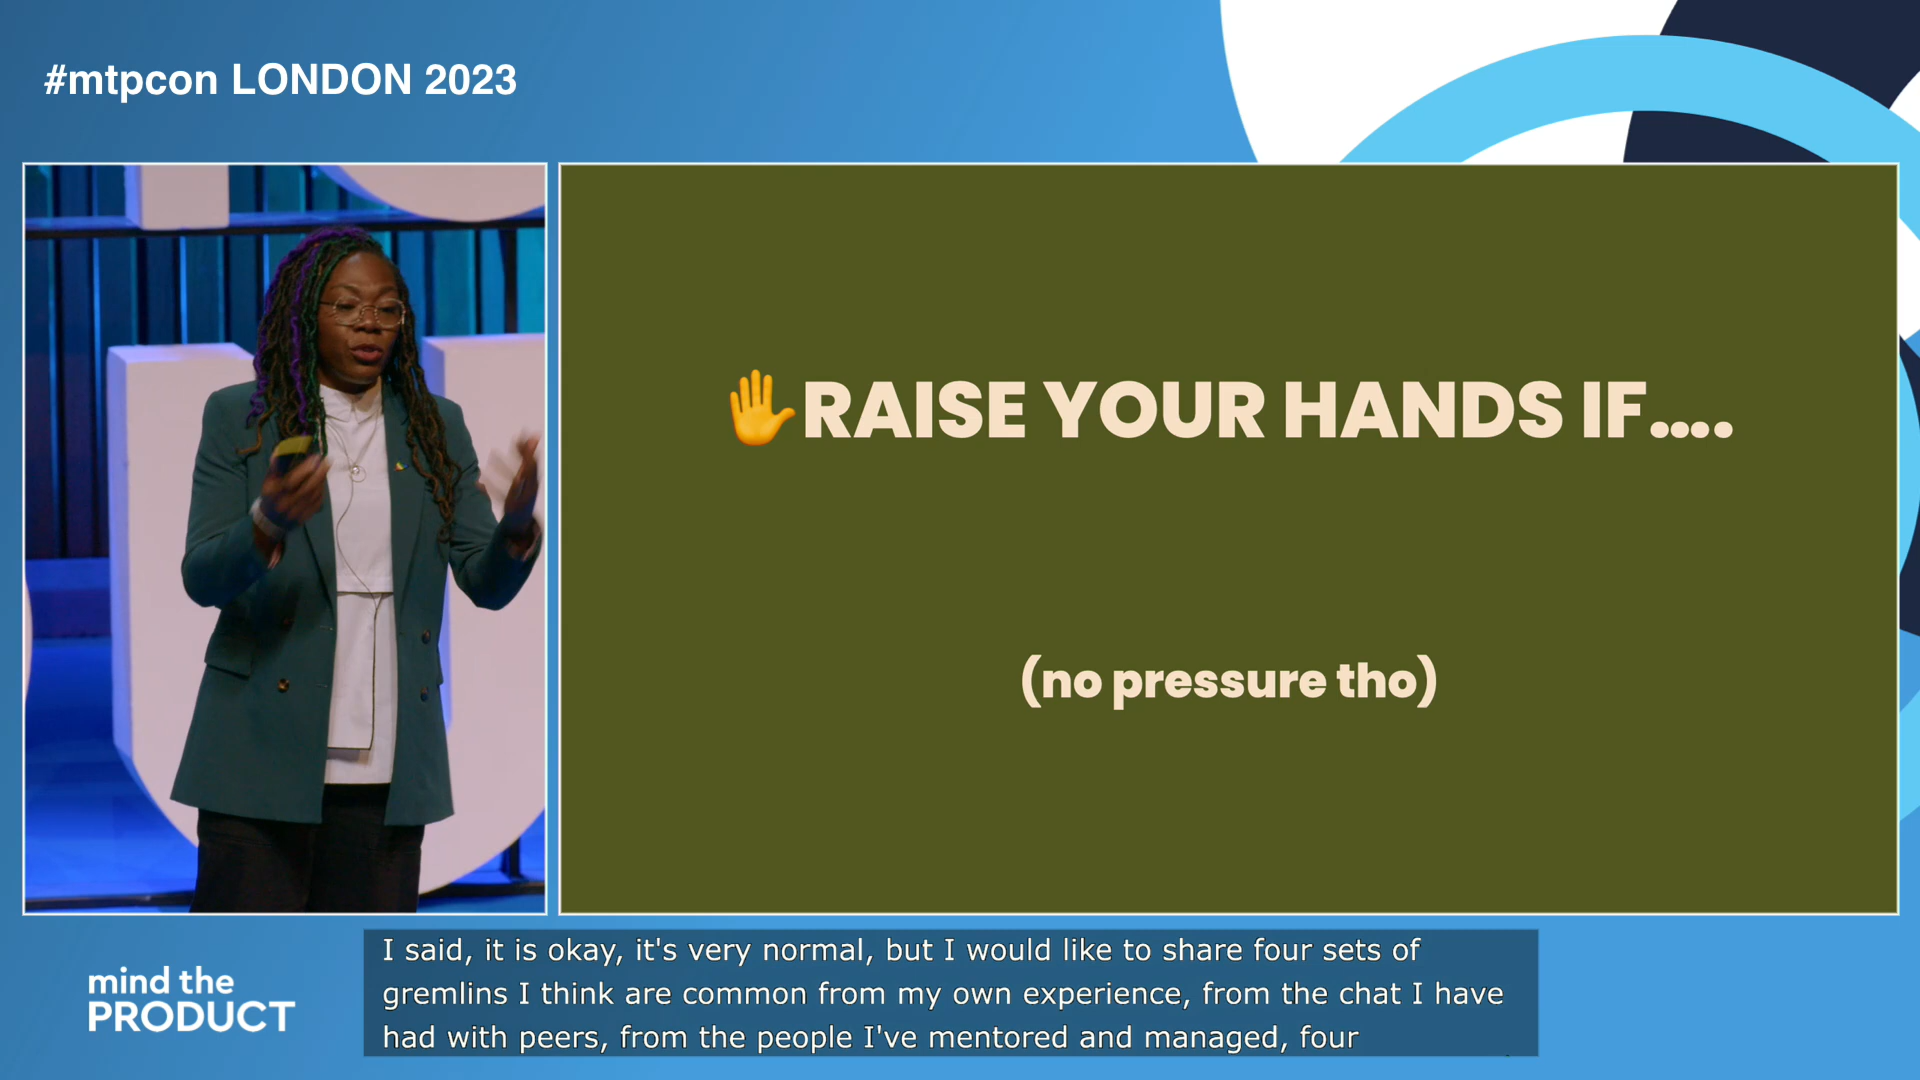 #mtpcon LONDON 2023
✋RAISE YOUR HANDS IF....
(no pressure tho)
I said, it is okay, it's very normal, but I would like to share four sets of
gremlins I think are common from my own experience, from the chat I have
had with peers, from the people I've mentored and managed, four
mind the
PRODUCT